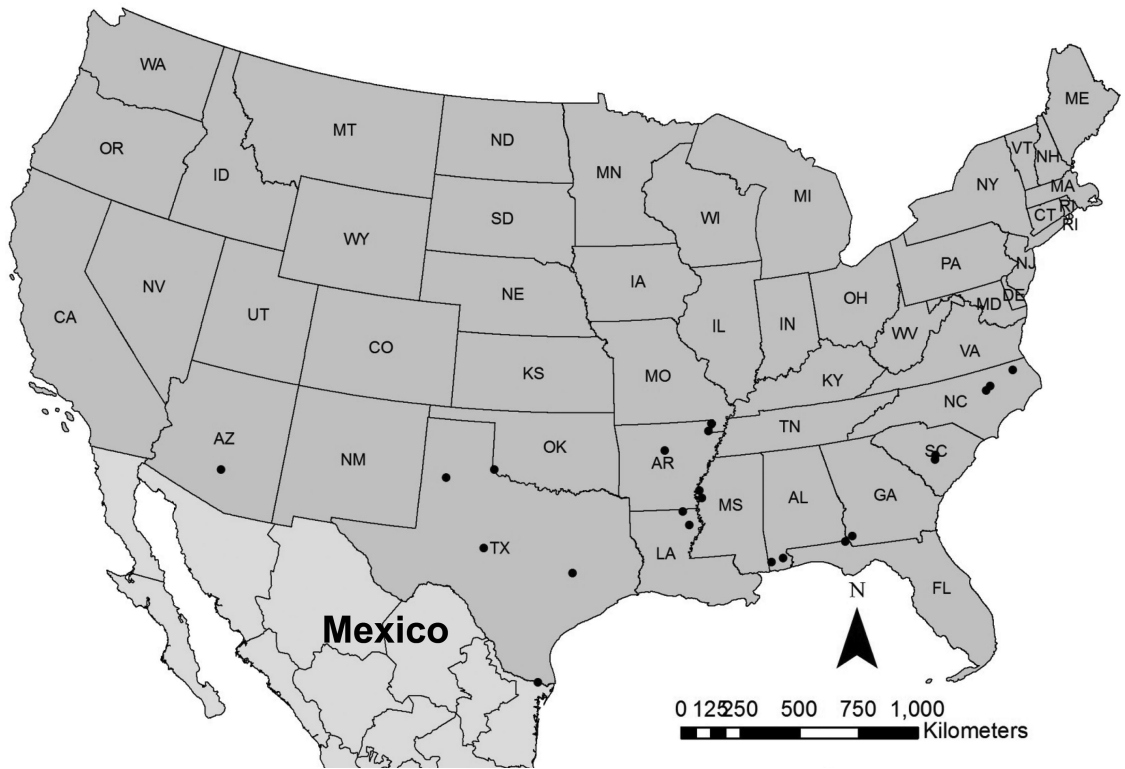 WA
ME
MT
ND
VT
OR
NH
MN
ID
NY
MA
MI
SD
WI
RI
CT
RI
WY
PA
NJ
IA
NV
NE
OH
DE
MD
UT
CA
IL
IN
CO
WV
VA
KS
MO
KY
NC
TN
AZ
OK
NM
AR
SC
MS
AL
GA
TX
LA
FL
N
Mexico
0 125 250 500 750 1,000
Kilometers